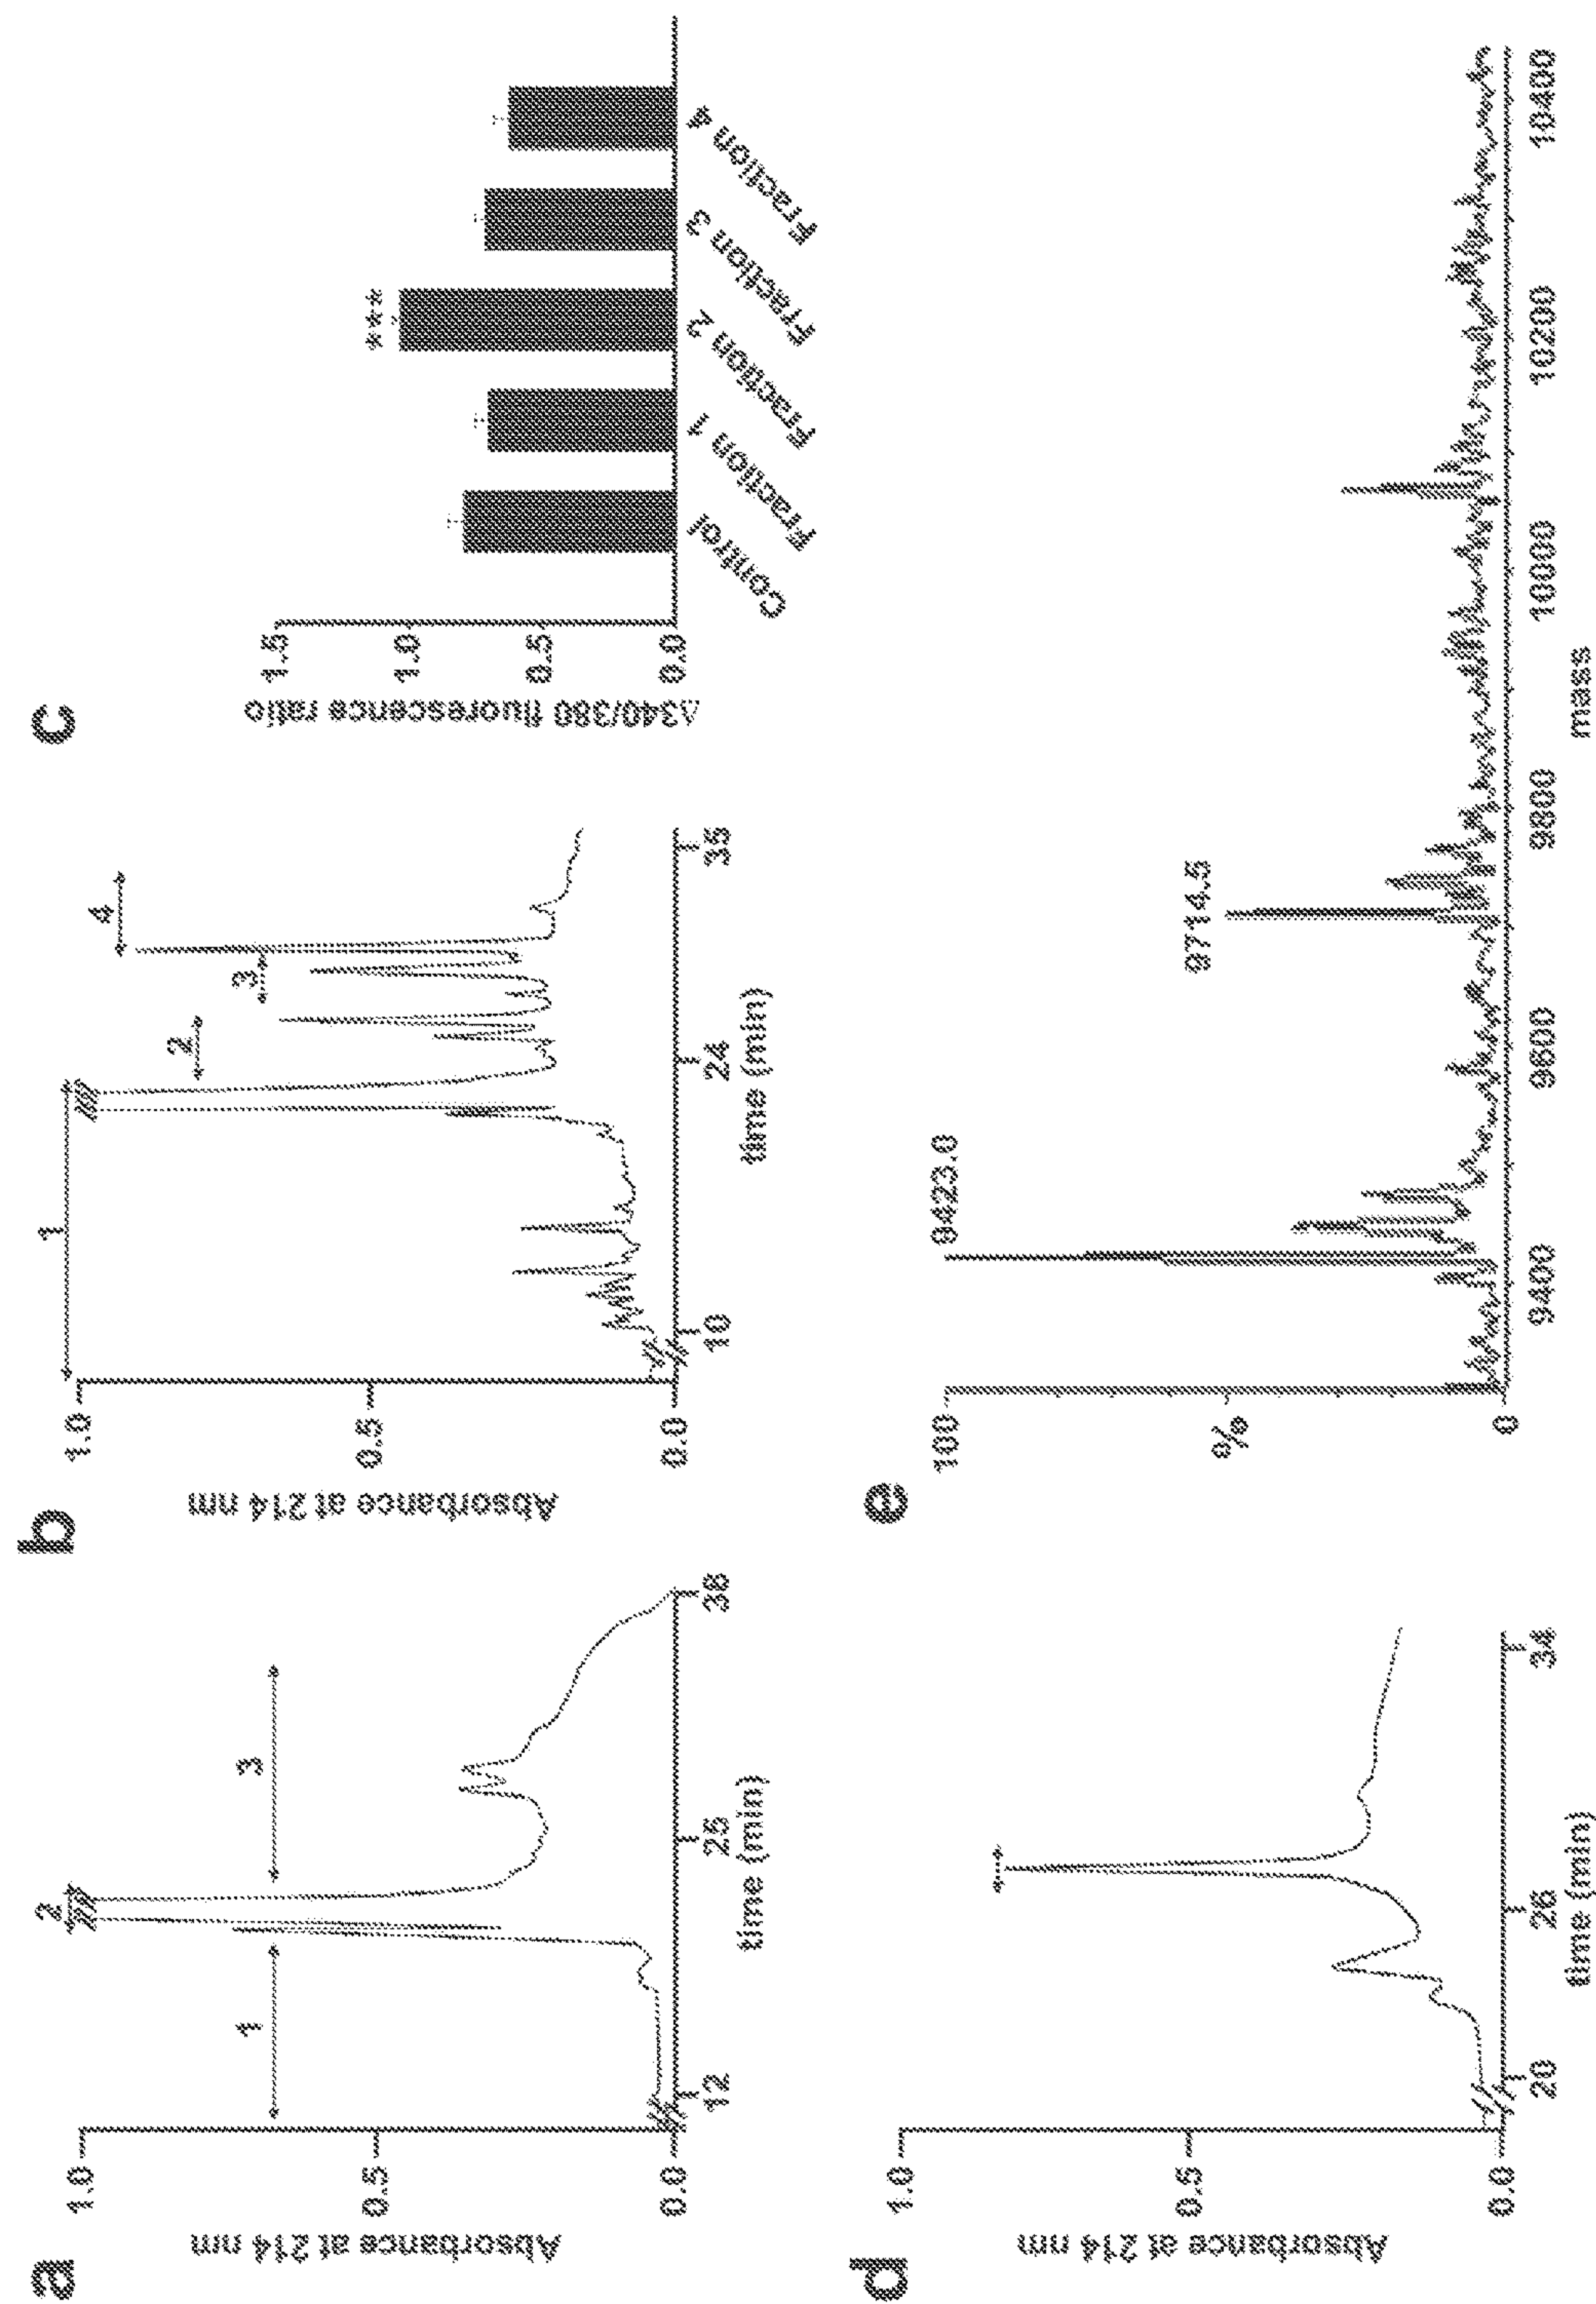 a
Absorbance at 214 nm
1.0
0.5
0.0
1
2
3
12
25
38
time (min)
b
Absorbance at 214 nm
1.0
0.5
0.0
1
2
3
4
10
24
35
time (min)
c
Δ340/380 fluorescence ratio
1.5
1.0
0.5
0.0
***
Control
Fraction 1
Fraction 2
Fraction 3
Fraction 4
d
Absorbance at 214 nm
1.0
0.5
0.0
20
26
34
time (min)
e
100
%
0
9423.0
9714.5
9400
9600
9800
10000
10200
10400
mass